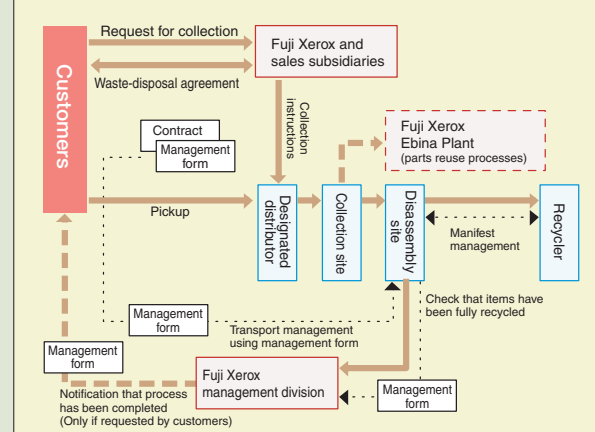 Request for collection
Fuji Xerox and
sales subsidiaries
Customers
Waste-disposal agreement
Collection
instructions
Contract
Management
form
Fuji Xerox
Ebina Plant
(parts reuse processes)
Pickup
Designated
distributor
Collection site
Disassembly
site
Recycler
Manifest
management
Check that items have
been fully recycled
Management
form
Transport management
using management form
Management
form
Fuji Xerox
management division
Management
form
Notification that process
has been completed
(Only if requested by customers)